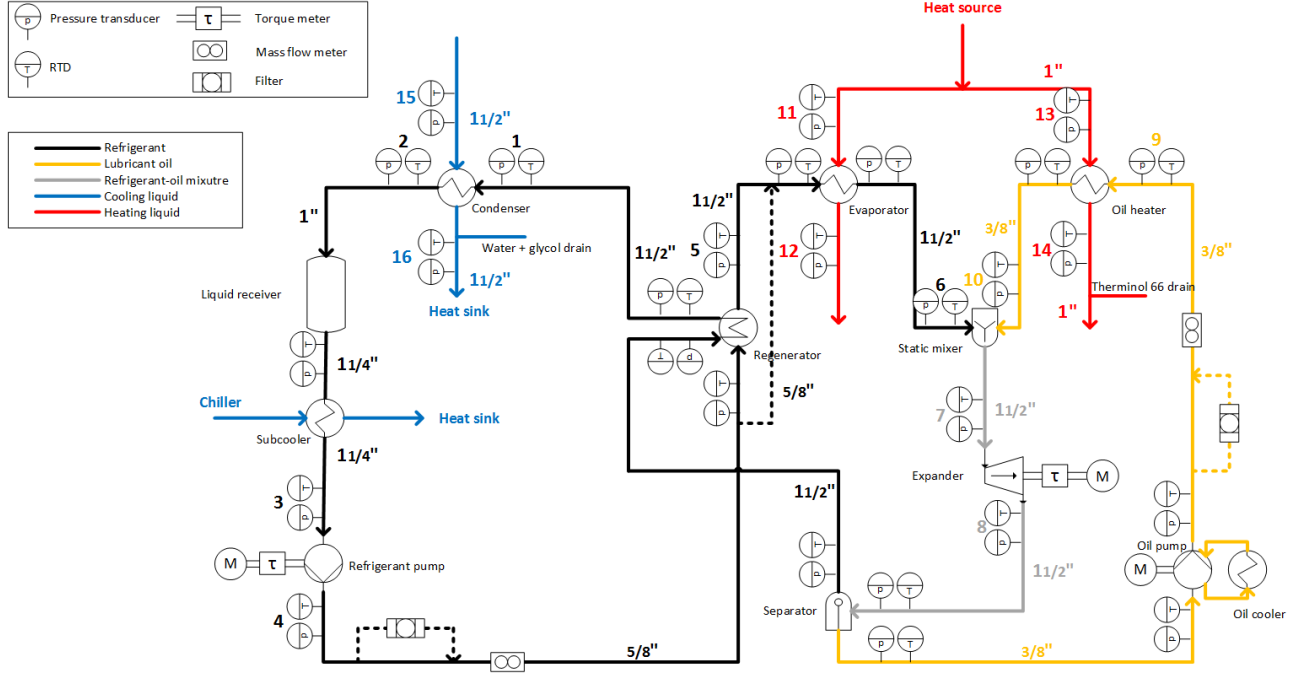 p Pressure transducer
τ Torque meter
Mass flow meter
T RTD
Filter
Heat source
Refrigerant
Lubricant oil
Refrigerant-oil mixutre
Cooling liquid
Heating liquid
15 T
p
11/2"
2
p T
1
p T
Condenser
1"
16 T
p
Water + glycol drain
11/2"
Heat sink
Liquid receiver
T
p
11/4"
Chiller
Heat sink
Subcooler
11/4"
3 T
p
M τ Refrigerant pump
4 T
p
5/8"
11/2"
p T
11/2"
5 T
p
T p
Regenerator
T
p
5/8"
11 T
p
p T
p T
Evaporator
12 T
p
11/2"
1"
13 T
p
p T
9
p T
Oil heater
3/8"
14 T
p
3/8"
10 T
p
6
p T
Therminol 66 drain
1"
Static mixer
7 T
p
11/2"
Expander
τ M
11/2"
8 T
p
11/2"
T
p
Separator
p T
p T
3/8"
T
p
Oil pump
M
T
p
Oil cooler